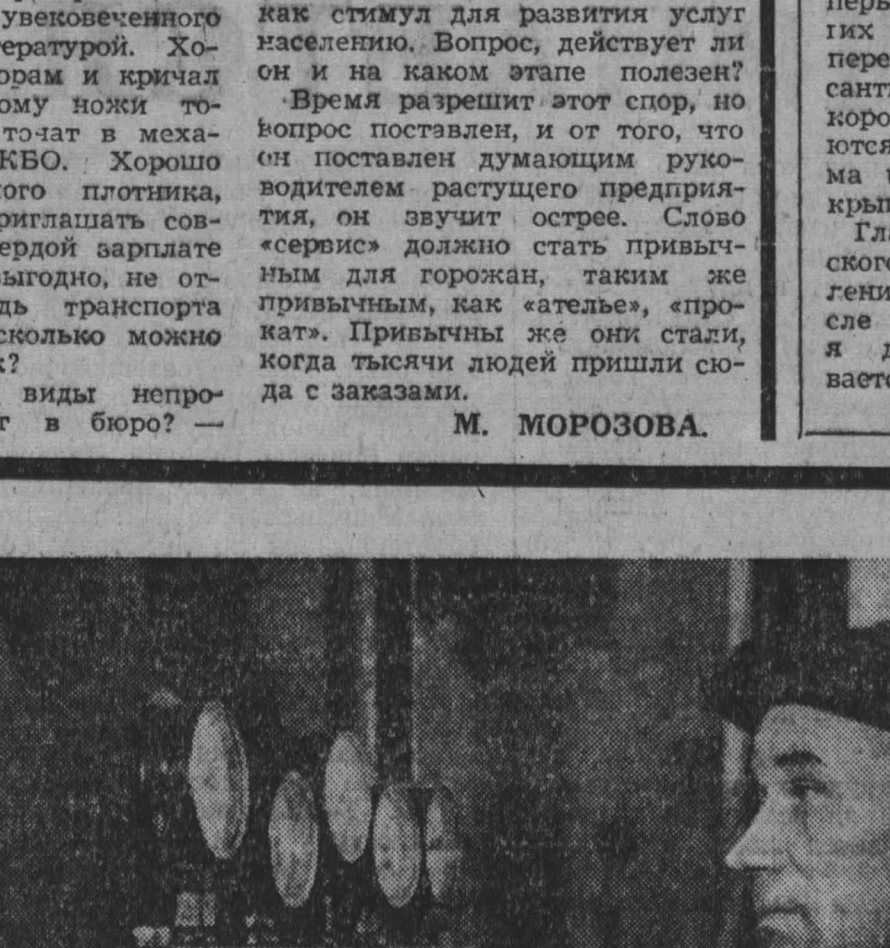 увековеченного
тературой. Хо-
орам и кричал
ому ножи то-
точат в меха-
КБО. Хорошо
ого плотника,
риглашать сов-
ердой зарплате
выгодно, не от-
дь транспорта
сколько можно
к?
виды непро-
г в бюро? —
как стимул для развития услуг
населению. Вопрос, действует ли
он и на каком этапе полезен?
Время разрешит этот спор, но
вопрос поставлен, и от того, что
он поставлен думающим руко-
водителем растущего предприя-
тия, он звучит острее. Слово
«сервис» должно стать привыч-
ным для горожан, таким же
привычным, как «ателье», «про-
кат». Привычны же они стали,
когда тысячи людей пришли сю-
да с заказами.
М. МОРОЗОВА.
перв
гих
пере
сант
коро
ются
ма
крып
Гла
ского
лени
сле
я д
ваетс